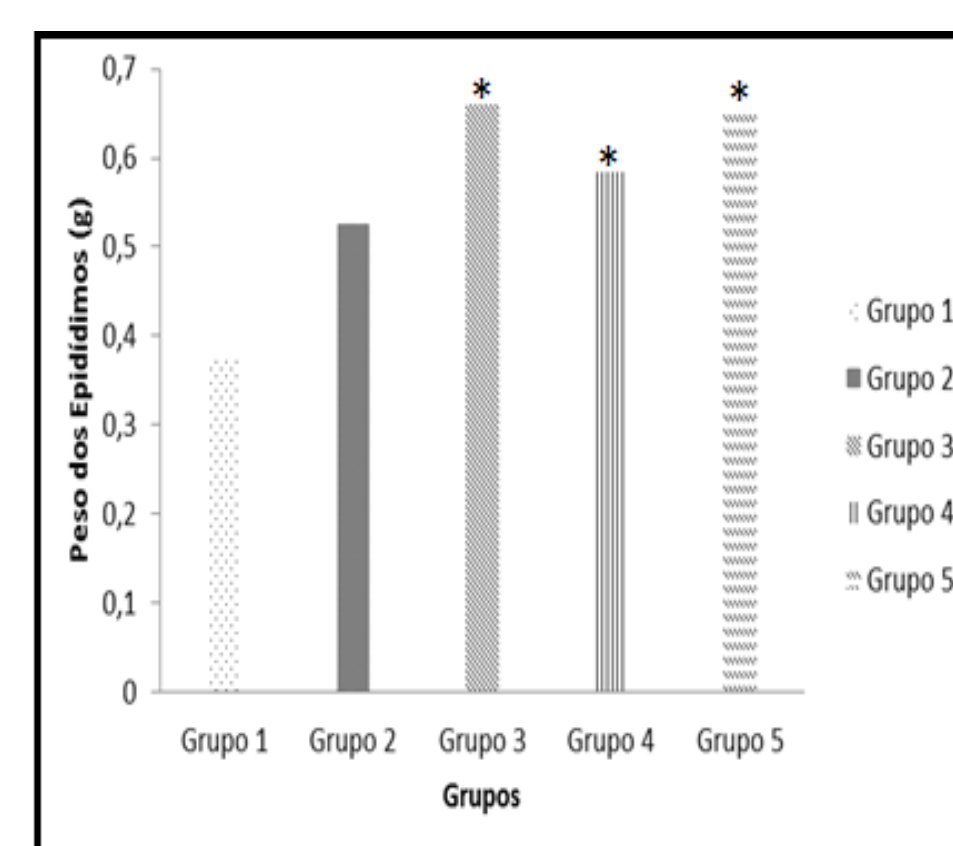 Peso dos Epidídimos (g)
0,7
0,6
0,5
0,4
0,3
0,2
0,1
0
*
*
*
Grupo 1
Grupo 2
Grupo 3
Grupo 4
Grupo 5
Grupos
Grupo 1
Grupo 2
Grupo 3
Grupo 4
Grupo 5